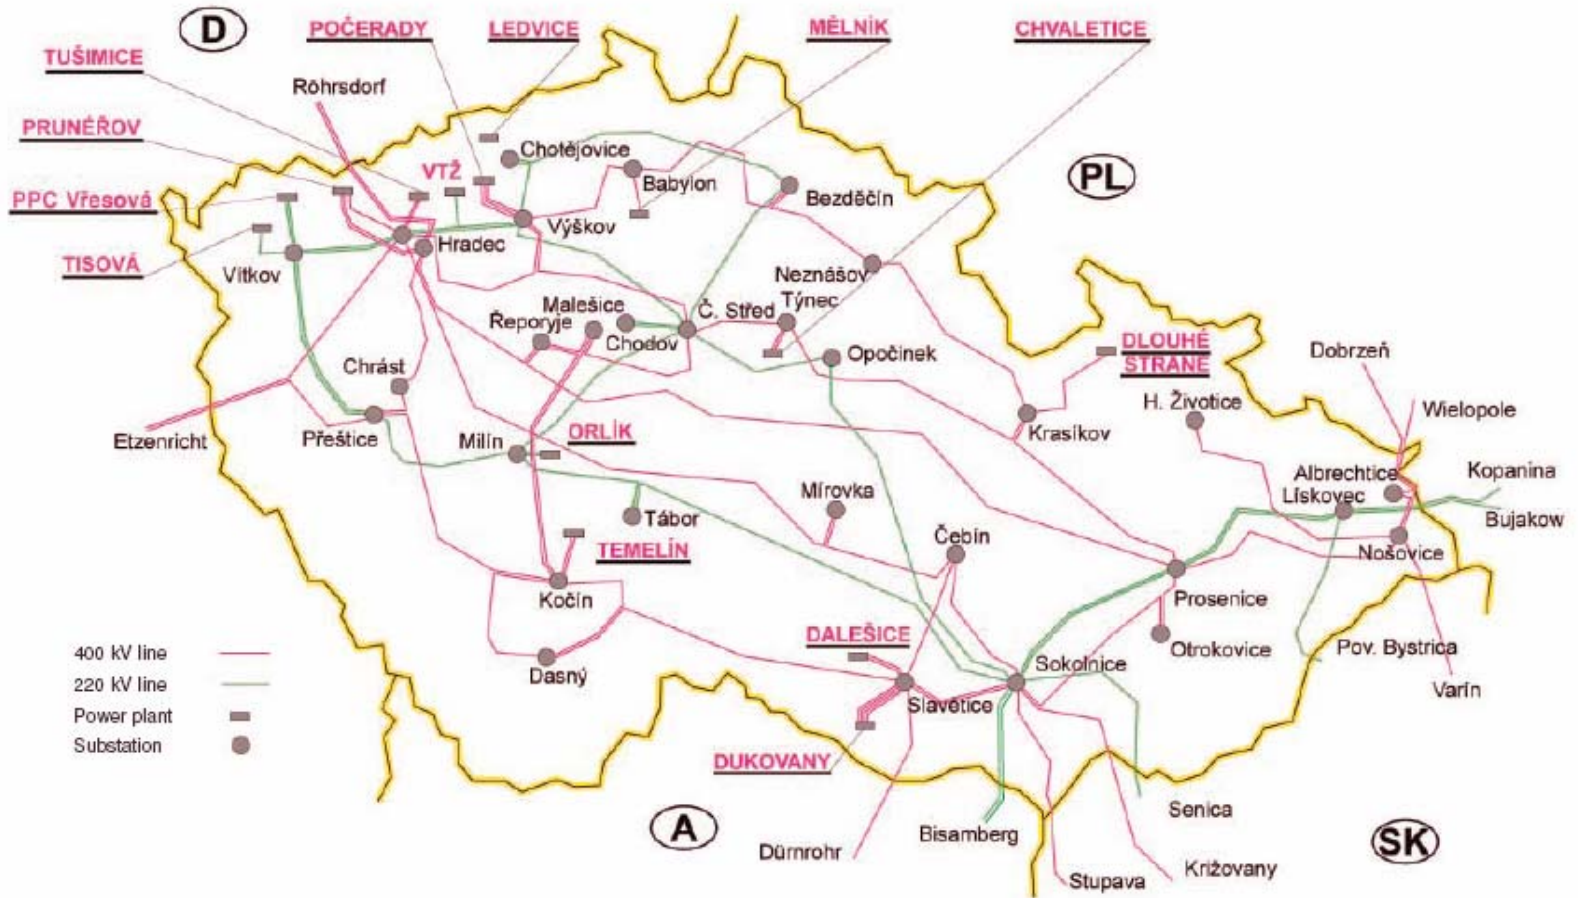 D
POČERADY
LEDVICE
MĚLNÍK
CHVALETICE
TUŠIMICE
Röhrsdorf
PRUNÉŘOV
VTŽ
Chotějovice
Babylon
Bezděčín
PL
PPC Vřesová
Výškov
Hradec
TISOVÁ
Vítkov
Neznášov
Týnec
Malešice
Řeporyje
Č. Střed
Chodov
Opočinek
DLOUHÉ
STRANĚ
Dobrzeń
Chrást
H. Životice
Wielopole
Etzenricht
Přeštice
Milín
ORLÍK
Krasíkov
Albrechtice
Kopanina
Lískovec
Mírovka
Tábor
Bujakow
Čebín
TEMELÍN
Nošovice
Kočín
Prosenice
DALEŠICE
Otrokovice
Pov. Bystrica
400 kV line
Sokolnice
Dasný
220 kV line
Varín
Slavětice
Power plant
Substation
DUKOVANY
Senica
A
Bisamberg
SK
Dürnrohr
Križovany
Stupava